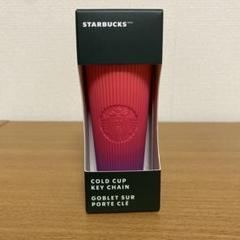 STARBUCKS
COLD CUP
KEY CHAIN
GOBLET SUR
PORTE CLÉ